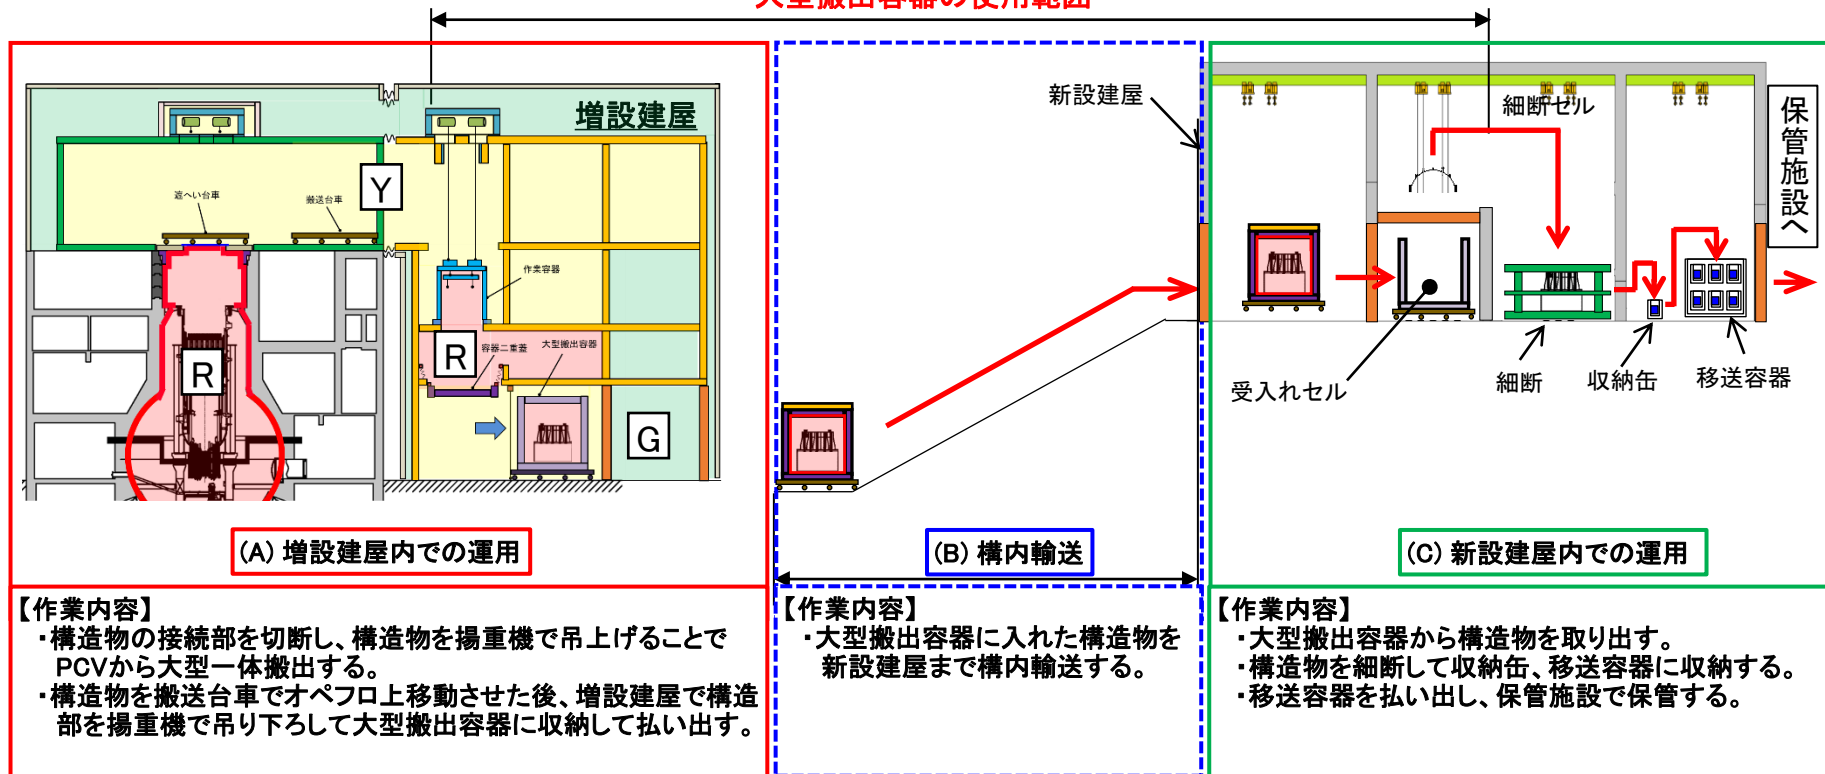 大型搬出容器の使用範囲
増設建屋
Y
遮へい台車
搬送台車
作業容器
R
R
容器二重蓋
大型搬出容器
G
新設建屋
細断セル
保管施設へ
受入れセル
細断
収納缶
移送容器
(A) 増設建屋内での運用
(B) 構内輸送
(C) 新設建屋内での運用
【作業内容】
・構造物の接続部を切断し、構造物を揚重機で吊上げることで
PCVから大型一体搬出する。
・構造物を搬送台車でオペフロ上移動させた後、増設建屋で構造
部を揚重機で吊り下ろして大型搬出容器に収納して払い出す。
【作業内容】
・大型搬出容器に入れた構造物を
新設建屋まで構内輸送する。
【作業内容】
・大型搬出容器から構造物を取り出す。
・構造物を細断して収納缶、移送容器に収納する。
・移送容器を払い出し、保管施設で保管する。